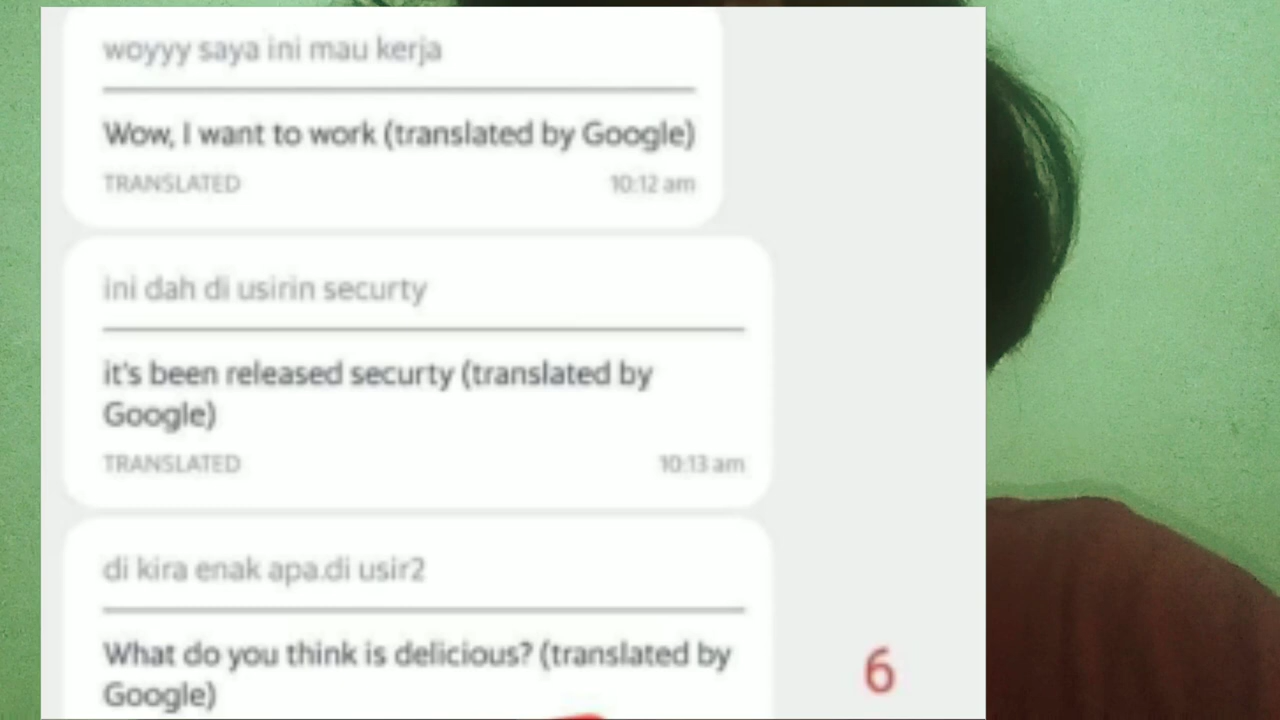 woyyy saya ini mau kerja
Wow, I want to work (translated by Google)
TRANSLATED 10:12 am
ini dah di usirin securty
it's been released securty (translated by
Google)
TRANSLATED 10:13 am
di kira enak apa.di usir2
What do you think is delicious? (translated by
Google)
6